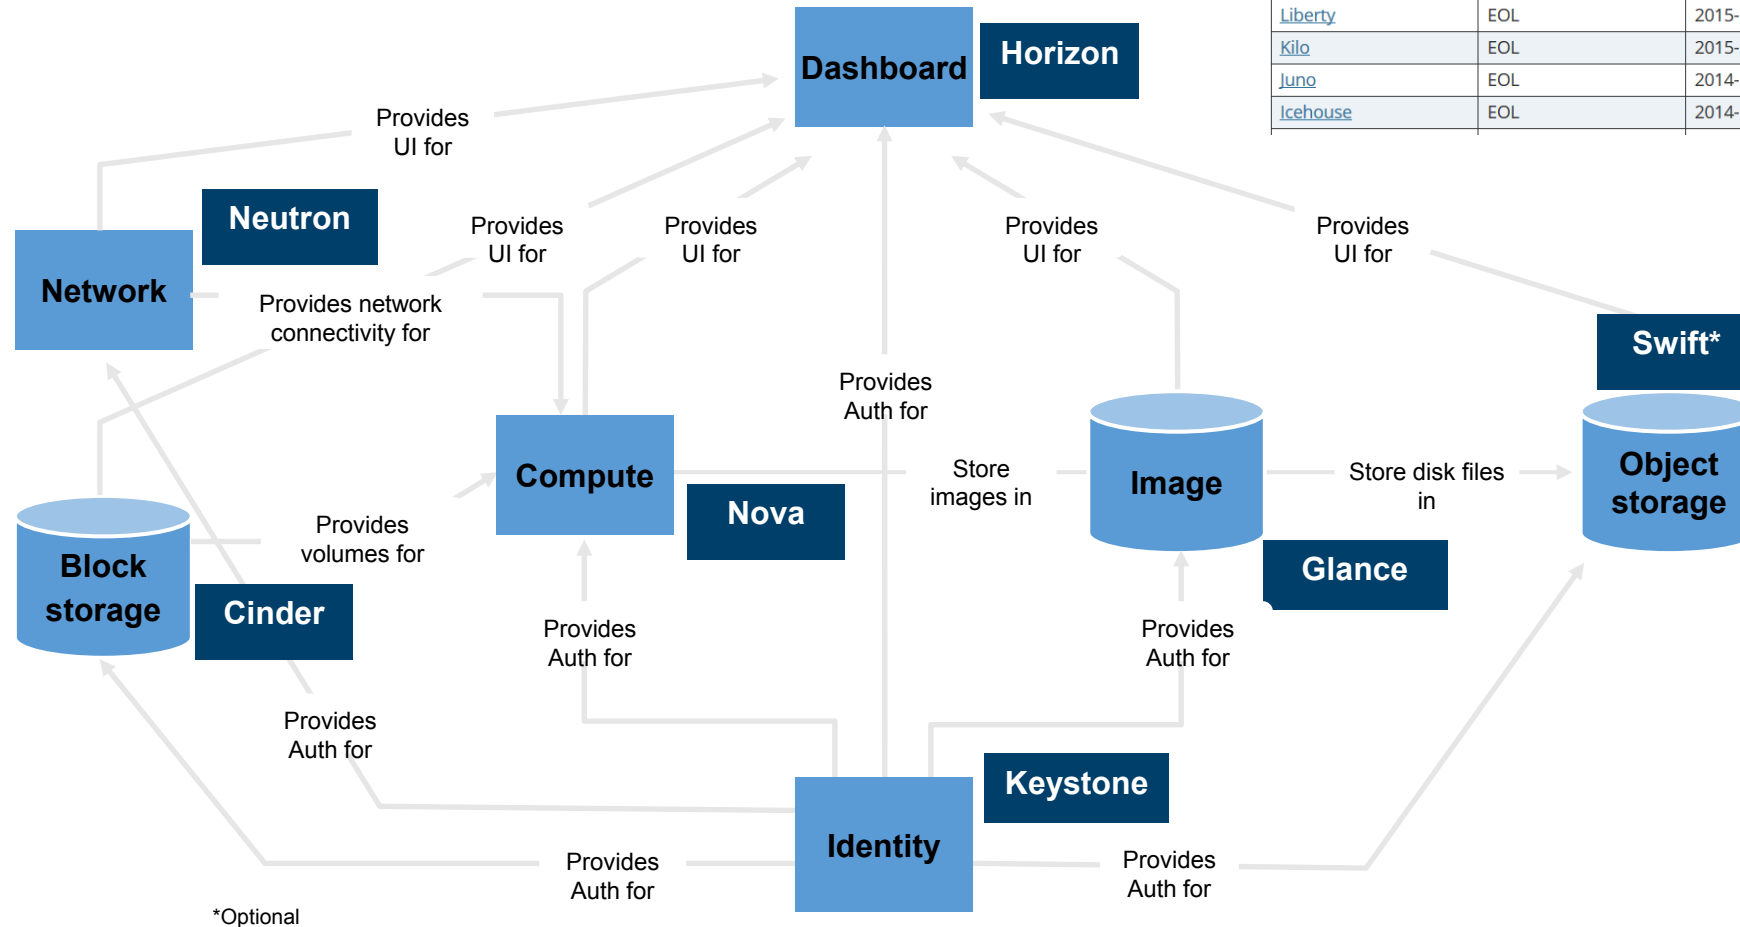 Liberty EOL 2015-
Kilo EOL 2015-
Juno EOL 2014-
Icehouse EOL 2014-
Dashboard
Horizon
Provides
UI for
Neutron
Network
Provides
UI for
Provides
UI for
Provides
UI for
Provides
UI for
Provides network
connectivity for
Swift*
Provides
Auth for
Compute
Nova
Store
images in
Image
Glance
Store disk files
in
Object
storage
Block
storage
Cinder
Provides
volumes for
Provides
Auth for
Provides
Auth for
Provides
Auth for
Keystone
Identity
Provides
Auth for
Provides
Auth for
*Optional